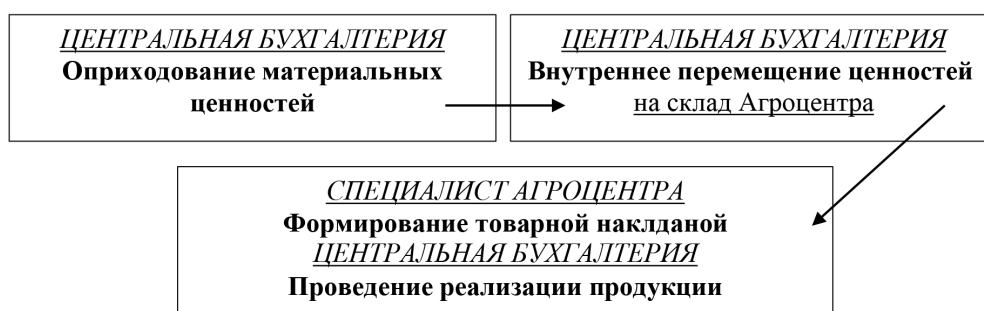 ЦЕНТРАЛЬНАЯ БУХГАЛТЕРИЯ
Оприходование материальных
ценностей
ЦЕНТРАЛЬНАЯ БУХГАЛТЕРИЯ
Внутреннее перемещение ценностей
на склад Агроцентра
СПЕЦИАЛИСТ АГРОЦЕНТРА
Формирование товарной наклданой
ЦЕНТРАЛЬНАЯ БУХГАЛТЕРИЯ
Проведение реализации продукции